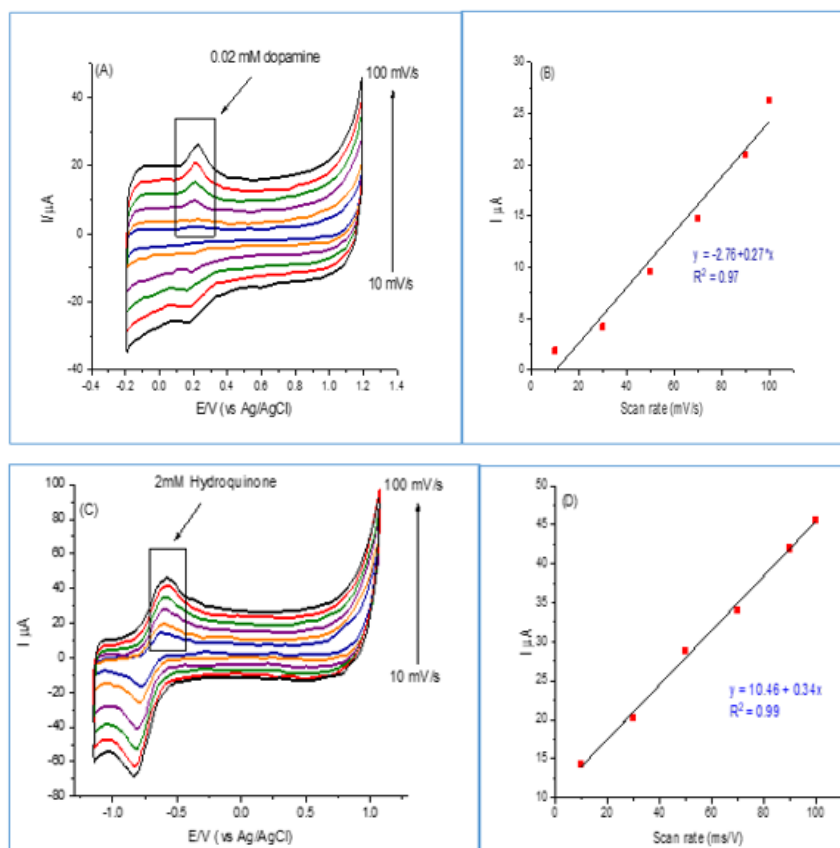 (A)
0.02 mM dopamine
100 mV/s
10 mV/s
I/ µA
40
20
0
-20
-40
-0.4 -0.2 0.0 0.2 0.4 0.6 0.8 1.0 1.2 1.4
E/V (vs Ag/AgCl)
(B)
I µA
30
25
20
15
10
5
0
y = -2.76+0.27*x
R² = 0.97
0 20 40 60 80 100 120
Scan rate (mV/s)
(C)
2mM Hydroquinone
100 mV/s
10 mV/s
I µA
100
80
60
40
20
0
-20
-40
-60
-80
-1.0 -0.5 0.0 0.5 1.0
E/V ( vs Ag/AgCl)
(D)
I µA
50
45
40
35
30
25
20
15
10
y = 10.46 + 0.34x
R² = 0.99
0 20 40 60 80 100
Scan rate (ms/V)